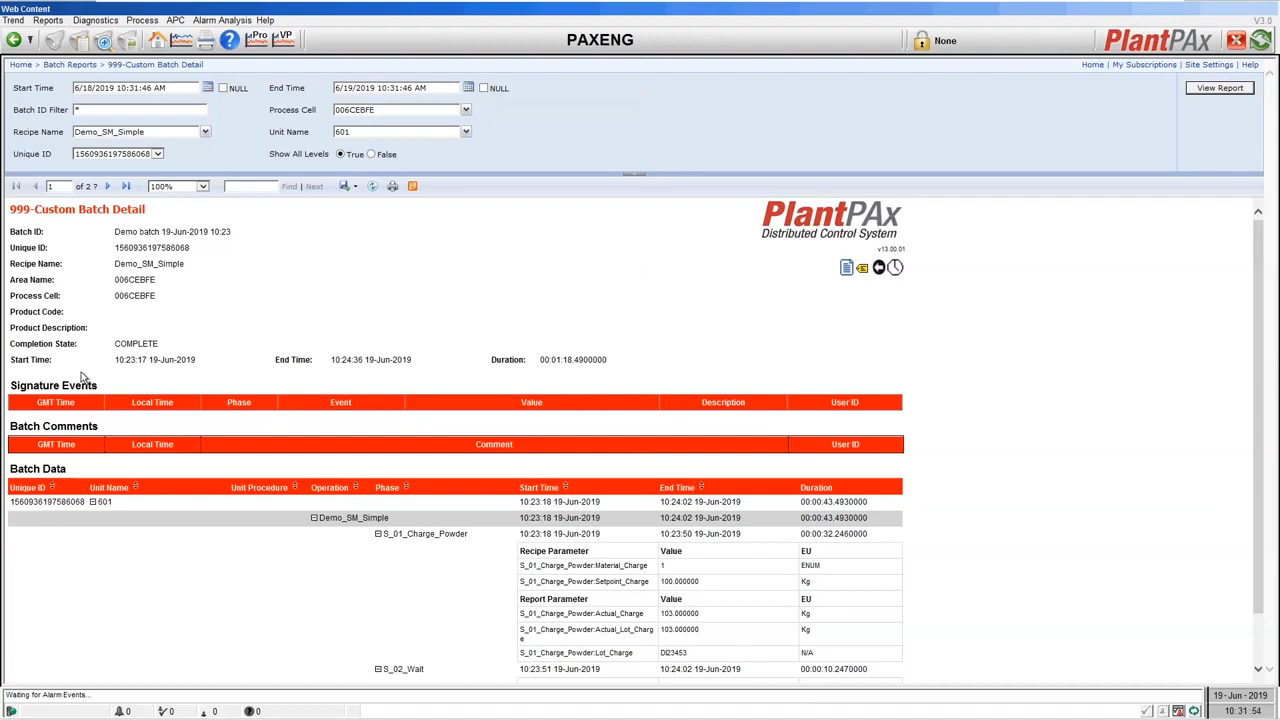 Web Content
Trend Reports Diagnostics Process APC Alarm Analysis Help V3.0
Pro VP PAXENG None PlantPAx
Home > Batch Reports > 999-Custom Batch Detail Home | My Subscriptions | Site Settings | Help
Start Time 6/18/2019 10:31:46 AM NULL End Time 6/19/2019 10:31:46 AM NULL View Report
Batch ID Filter * Process Cell 006CEBFE
Recipe Name Demo_SM_Simple Unit Name 601
Unique ID 1560936197586068 Show All Levels True False
1 of 2 ? 100% Find | Next
999-Custom Batch Detail PlantPAx
Batch ID: Demo batch 19-Jun-2019 10:23 Distributed Control System
Unique ID: 1560936197586068 v13.00.01
Recipe Name: Demo_SM_Simple
Area Name: 006CEBFE
Process Cell: 006CEBFE
Product Code:
Product Description:
Completion State: COMPLETE
Start Time: 10:23:17 19-Jun-2019 End Time: 10:24:36 19-Jun-2019 Duration: 00:01:18.4900000
Signature Events
GMT Time Local Time Phase Event Value Description User ID
Batch Comments
GMT Time Local Time Comment User ID
Batch Data
Unique ID Unit Name Unit Procedure Operation Phase Start Time End Time Duration
1560936197586068 601 10:23:18 19-Jun-2019 10:24:02 19-Jun-2019 00:00:43.4930000
Demo_SM_Simple 10:23:18 19-Jun-2019 10:24:02 19-Jun-2019 00:00:43.4930000
S_01_Charge_Powder 10:23:18 19-Jun-2019 10:23:50 19-Jun-2019 00:00:32.2460000
Recipe Parameter Value EU
S_01_Charge_Powder:Material_Charge 1 ENUM
S_01_Charge_Powder:Setpoint_Charge 100.000000 Kg
Report Parameter Value EU
S_01_Charge_Powder:Actual_Charge 103.000000 Kg
S_01_Charge_Powder:Actual_Lot_Charg 103.000000 Kg
e
S_01_Charge_Powder:Lot_Charge DI23453 N/A
S_02_Wait 10:23:51 19-Jun-2019 10:24:02 19-Jun-2019 00:00:10.2470000
Waiting for Alarm Events... 19 - Jun - 2019
0 0 0 0 10:31:54